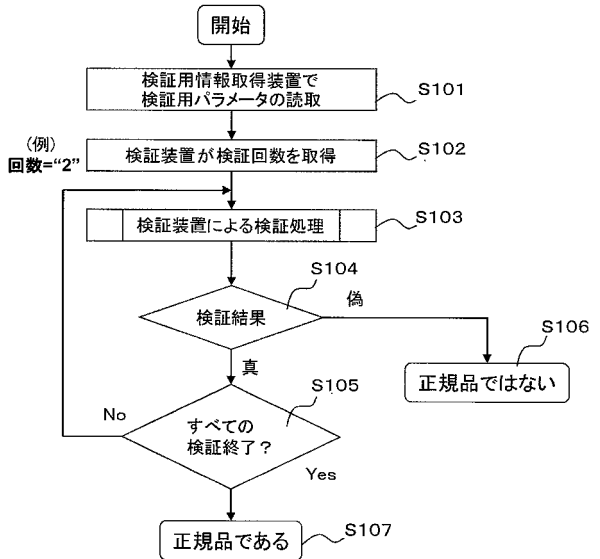 開始
検証用情報取得装置で
検証用パラメータの読取
S101
(例)
回数="2"
検証装置が検証回数を取得
S102
検証装置による検証処理
S103
S104
検証結果
偽
真
S106
正規品ではない
S105
No
すべての
検証終了?
Yes
正規品である
S107